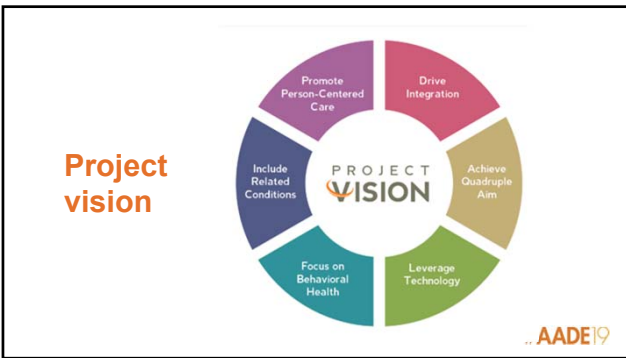 Project
vision
Promote
Person-Centered
Care
Drive
Integration
Include
Related
Conditions
PROJECT
VISION
Achieve
Quadruple
Aim
Focus on
Behavioral
Health
Leverage
Technology
.. AADE19